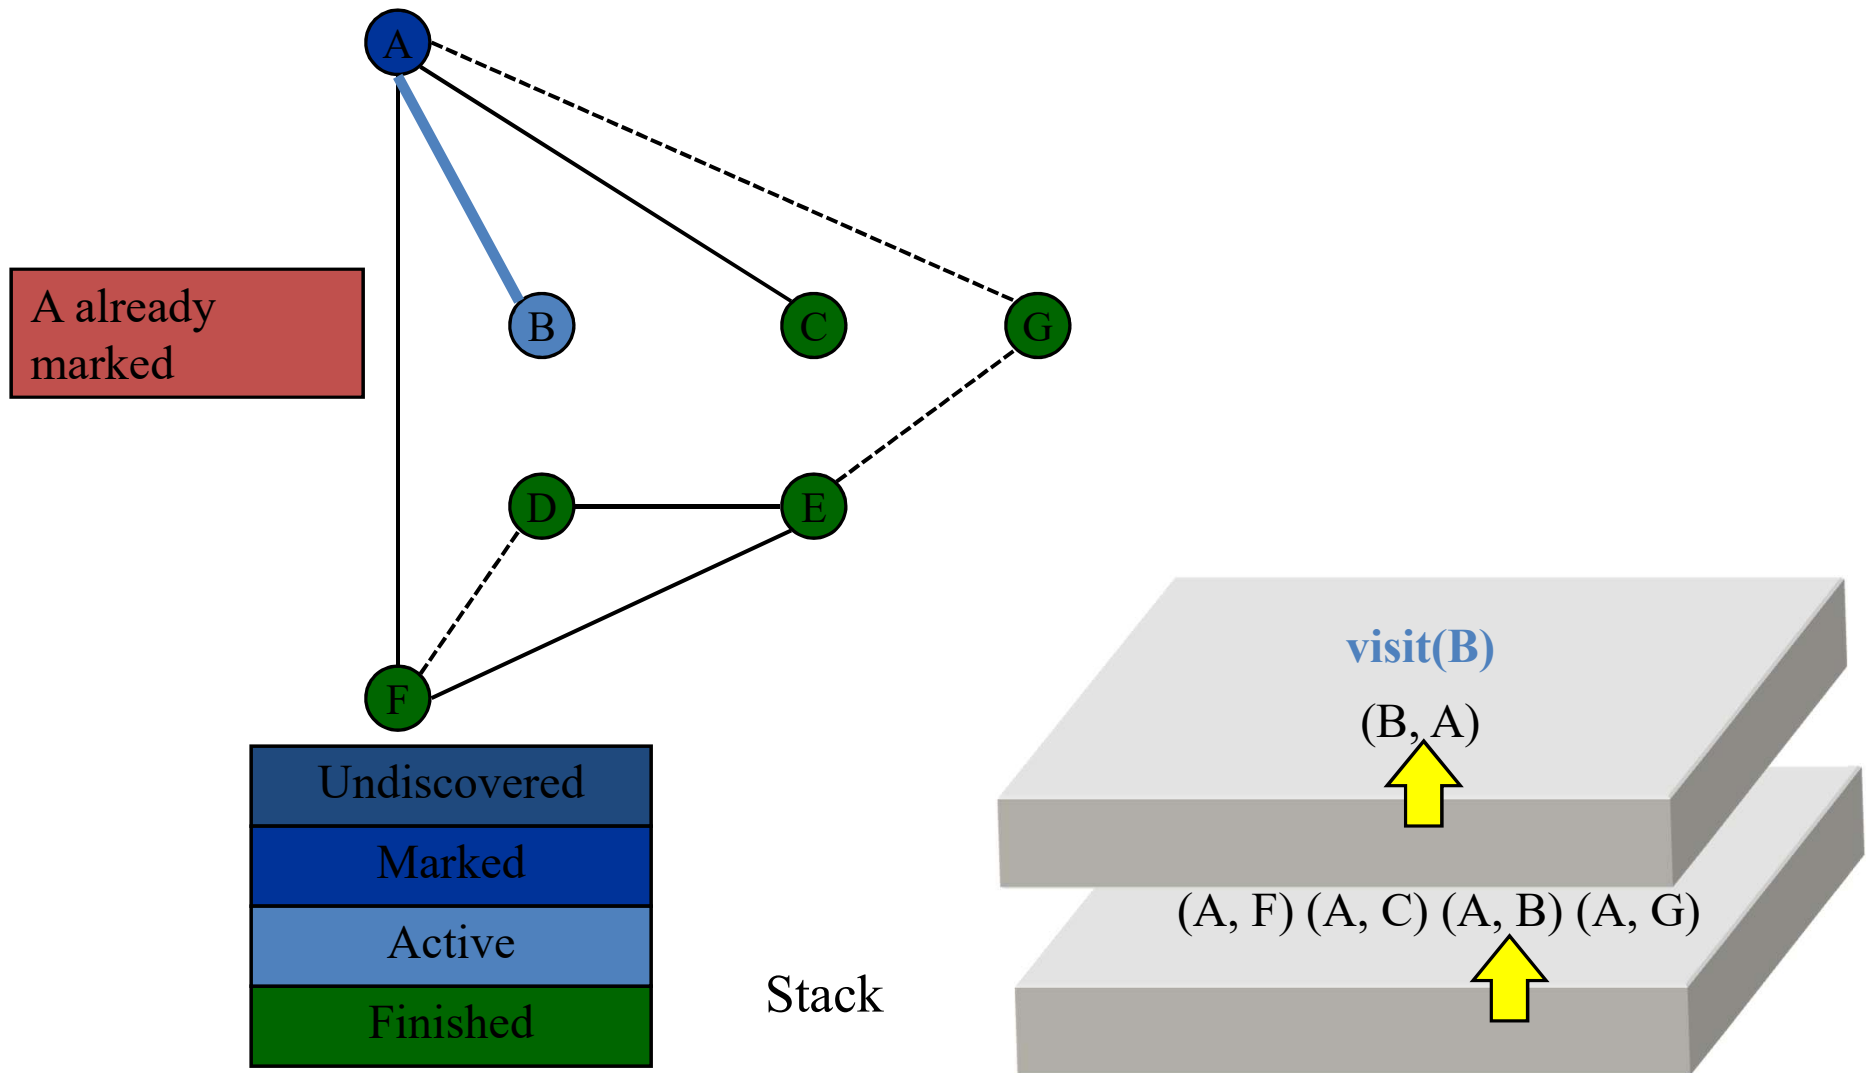 A
A already
marked
B
C
G
D
E
F
visit(B)
(B, A)
Undiscovered
Marked
Active
Finished
(A, F) (A, C) (A, B) (A, G)
Stack